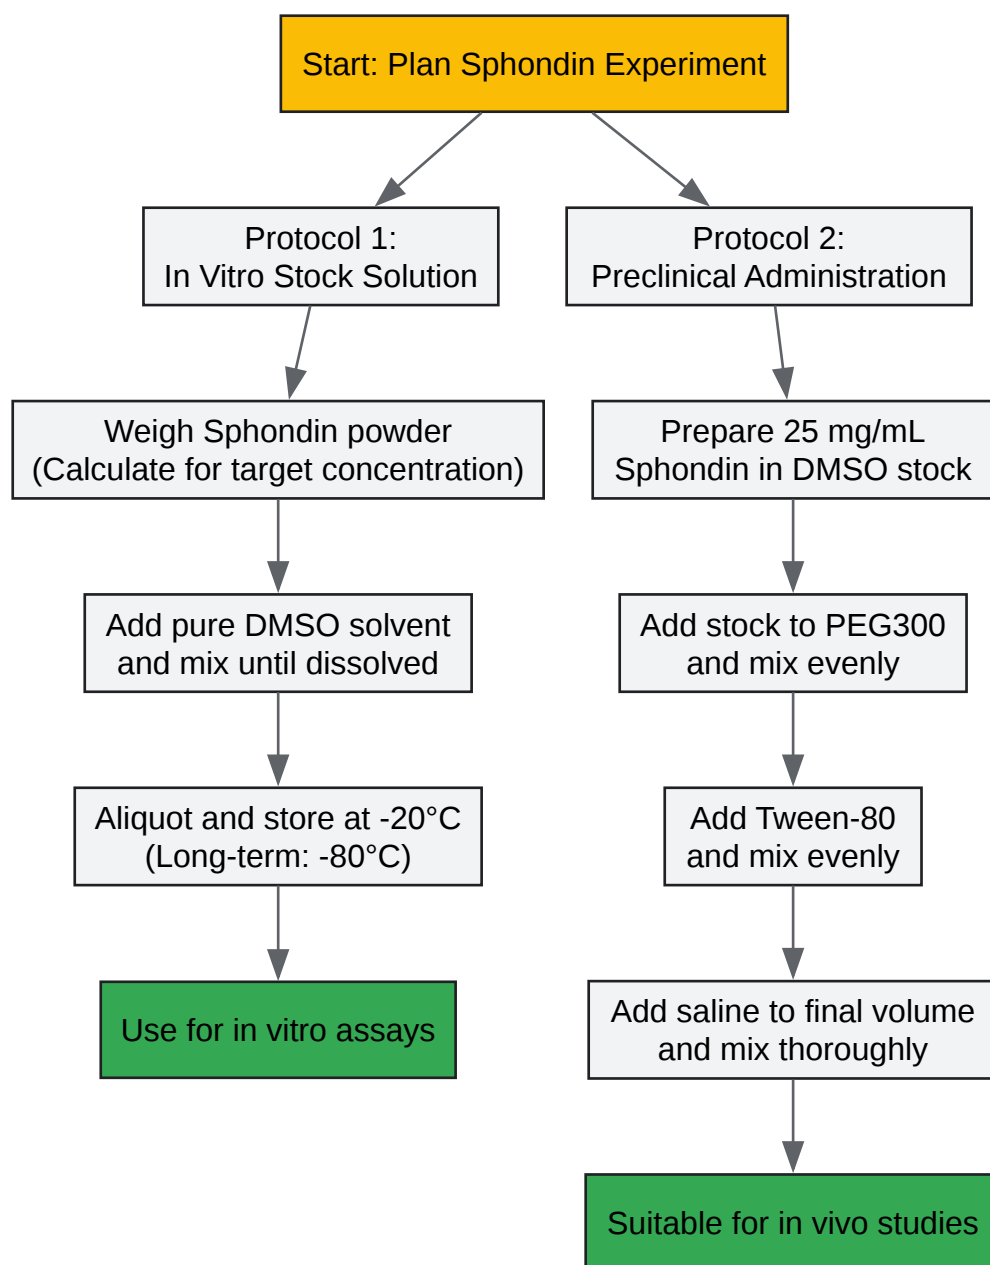 Start: Plan Sphondin Experiment
Protocol 1:
In Vitro Stock Solution
Protocol 2:
Preclinical Administration
Weigh Sphondin powder
(Calculate for target concentration)
Prepare 25 mg/mL
Sphondin in DMSO stock
Add pure DMSO solvent
and mix until dissolved
Add stock to PEG300
and mix evenly
Aliquot and store at -20°C
(Long-term: -80°C)
Add Tween-80
and mix evenly
Use for in vitro assays
Add saline to final volume
and mix thoroughly
Suitable for in vivo studies